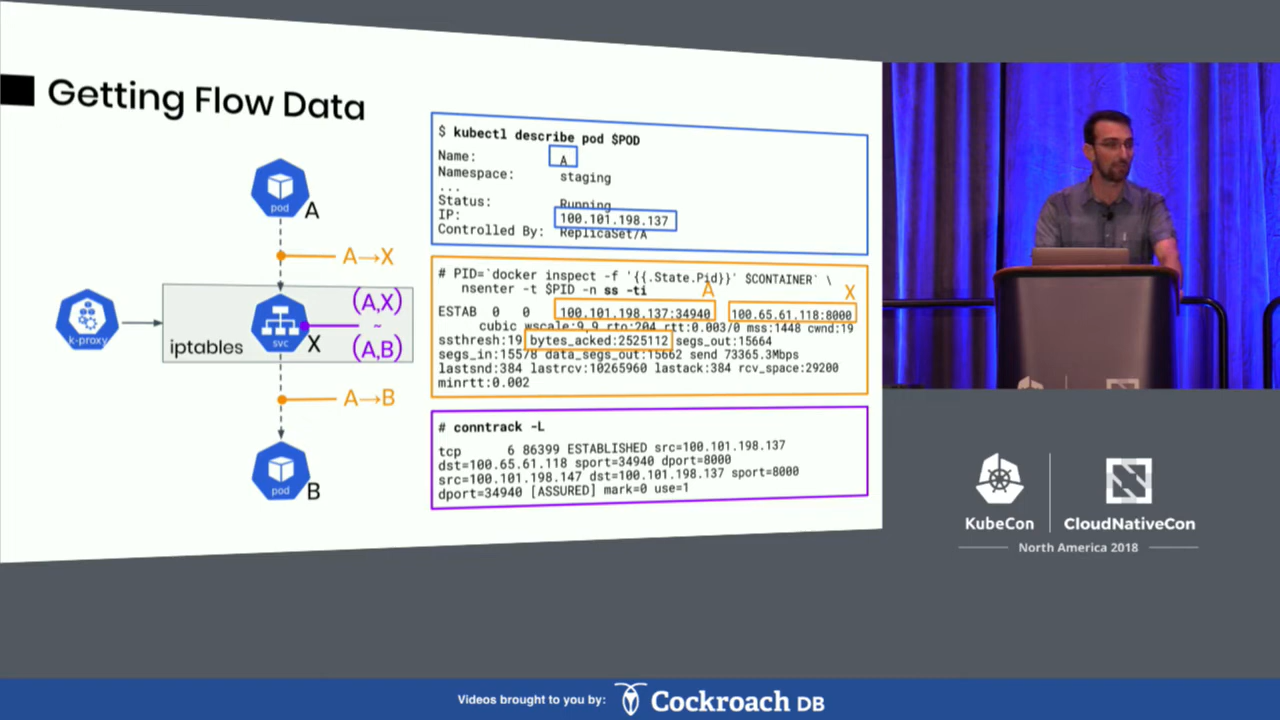 Getting Flow Data
pod
A
A→X
k-proxy
iptables
svc
X
(A,X)
~
(A,B)
A→B
pod
B
$ kubectl describe pod $POD
Name: A
Namespace: staging
...
Status: Running
IP: 100.101.198.137
Controlled By: ReplicaSet/A
# PID=`docker inspect -f '{{.State.Pid}}' $CONTAINER` \
nsenter -t $PID -n ss -ti
A X
ESTAB 0 0 100.101.198.137:34940 100.65.61.118:8000
cubic wscale:9,9 rto:204 rtt:0.003/0 mss:1448 cwnd:19
ssthresh:19 bytes_acked:2525112 segs_out:15664
segs_in:15578 data_segs_out:15662 send 73365.3Mbps
lastsnd:384 lastrcv:10265960 lastack:384 rcv_space:29200
minrtt:0.002
# conntrack -L
tcp 6 86399 ESTABLISHED src=100.101.198.137
dst=100.65.61.118 sport=34940 dport=8000
src=100.101.198.147 dst=100.101.198.137 sport=8000
dport=34940 [ASSURED] mark=0 use=1
KubeCon
CloudNativeCon
North America 2018
Videos brought to you by: Cockroach DB